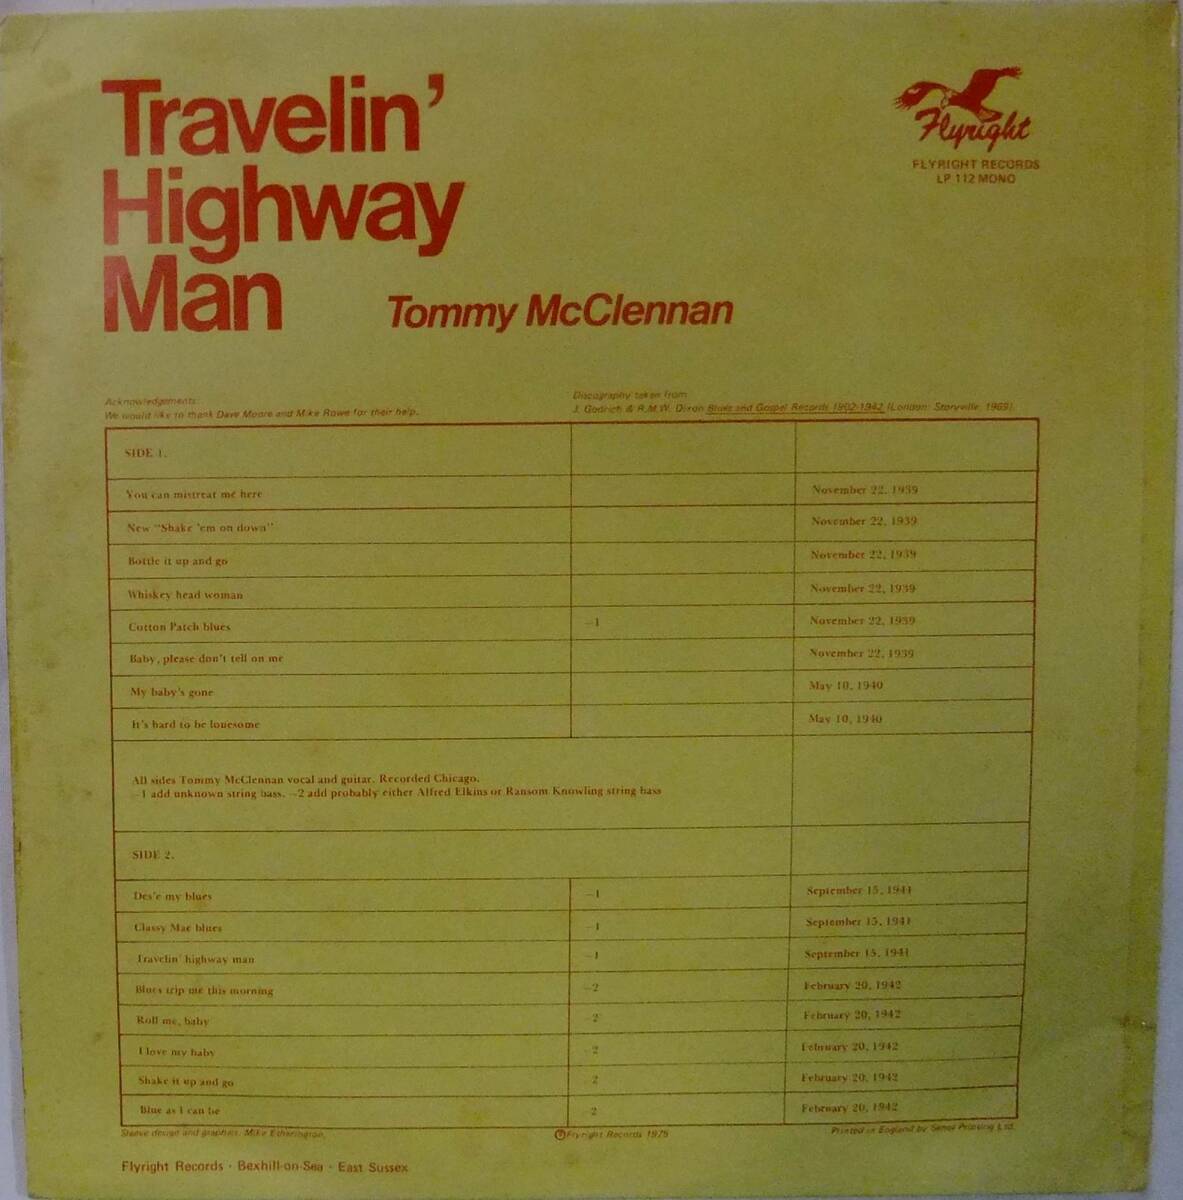 Travelin'
Highway
Man
Tommy McClennan
Flyright
FLYRIGHT RECORDS
LP 112 MONO
Acknowledgements
We would like to thank Dave Moore and Mike Rowe for their help.
Discography taken from
J. Godrich & R.M.W. Dixon Blues and Gospel Records 1902-1942 (London: Storyville, 1969).
SIDE 1.
You can mistreat me here November 22, 1939
New "Shake 'em on down" November 22, 1939
Bottle it up and go November 22, 1939
Whiskey head woman November 22, 1939
Cotton Patch blues –1 November 22, 1939
Baby, please don't tell on me November 22, 1939
My baby's gone May 10, 1940
It's hard to be lonesome May 10, 1940
All sides Tommy McClennan vocal and guitar. Recorded Chicago.
–1 add unknown string bass. –2 add probably either Alfred Elkins or Ransom Knowling string bass
SIDE 2.
Des'e my blues –1 September 15, 1941
Classy Mae blues –1 September 15, 1941
Travelin' highway man –1 September 15, 1941
Blues trip me this morning –2 February 20, 1942
Roll me, baby 2 February 20, 1942
I love my baby –2 February 20, 1942
Shake it up and go 2 February 20, 1942
Blue as I can be 2 February 20, 1942
Sleeve design and graphics: Mike Etherington.
Ⓟ Flyright Records 1975
Printed in England by Senol Printing Ltd.
Flyright Records · Bexhill-on-Sea · East Sussex